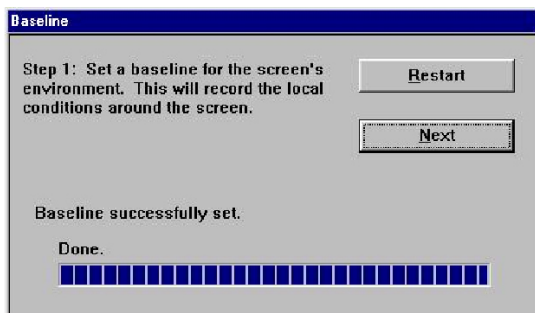 Baseline
Step 1:  Set a baseline for the screen's
environment.  This will record the local
conditions around the screen.
Restart
Next
Baseline successfully set.
Done.